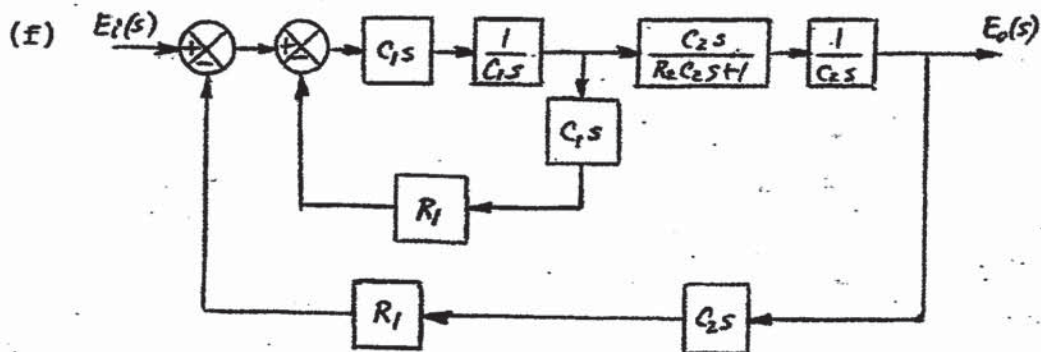 (f) Ei(s) + - + - C₁s 1/C₁s C₂s/R₂C₂s+1 1/C₂s Eo(s)
C₁s
R₁
R₁ C₂s